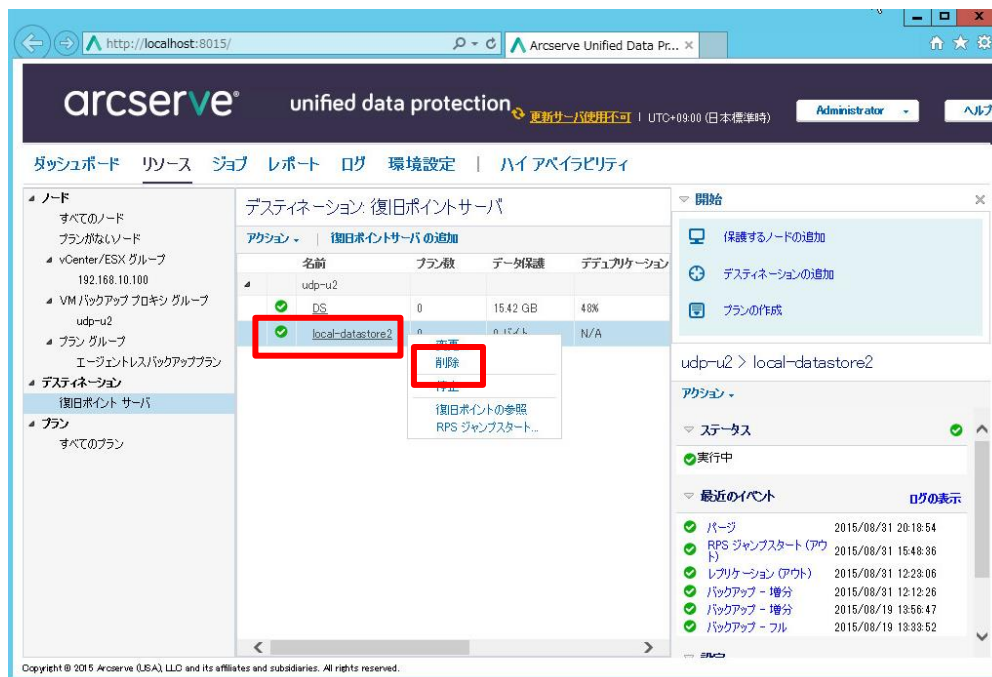 http://localhost:8015/
Arcserve Unified Data Pr...
arcserve®
unified data protection
更新サーバ使用不可 | UTC+09:00 (日本標準時)
Administrator
ヘルプ
ダッシュボード リソース ジョブ レポート ログ 環境設定 | ハイ アベイラビリティ
ノード
すべてのノード
プランがないノード
vCenter/ESX グループ
192.168.10.100
VM バックアップ プロキシ グループ
udp-u2
プラン グループ
エージェントレスバックアッププラン
デスティネーション
復旧ポイント サーバ
プラン
すべてのプラン
デスティネーション: 復旧ポイントサーバ
アクション | 復旧ポイントサーバの追加
名前 プラン数 データ保護 デデュプリケーション
udp-u2
DS 0 15.42 GB 48%
local-datastore2 0 0 バイト N/A
変更
削除
停止
復旧ポイントの参照
RPS ジャンプスタート...
開始
保護するノードの追加
デスティネーションの追加
プランの作成
udp-u2 > local-datastore2
アクション
ステータス
実行中
最近のイベント ログの表示
パージ 2015/08/31 20:18:54
RPS ジャンプスタート (アウ
ト) 2015/08/31 15:48:36
レプリケーション (アウト) 2015/08/31 12:23:06
バックアップ - 増分 2015/08/31 12:12:26
バックアップ - 増分 2015/08/19 13:56:47
バックアップ - フル 2015/08/19 13:33:52
設定
Copyright © 2015 Arcserve (USA), LLC and its affiliates and subsidiaries. All rights reserved.